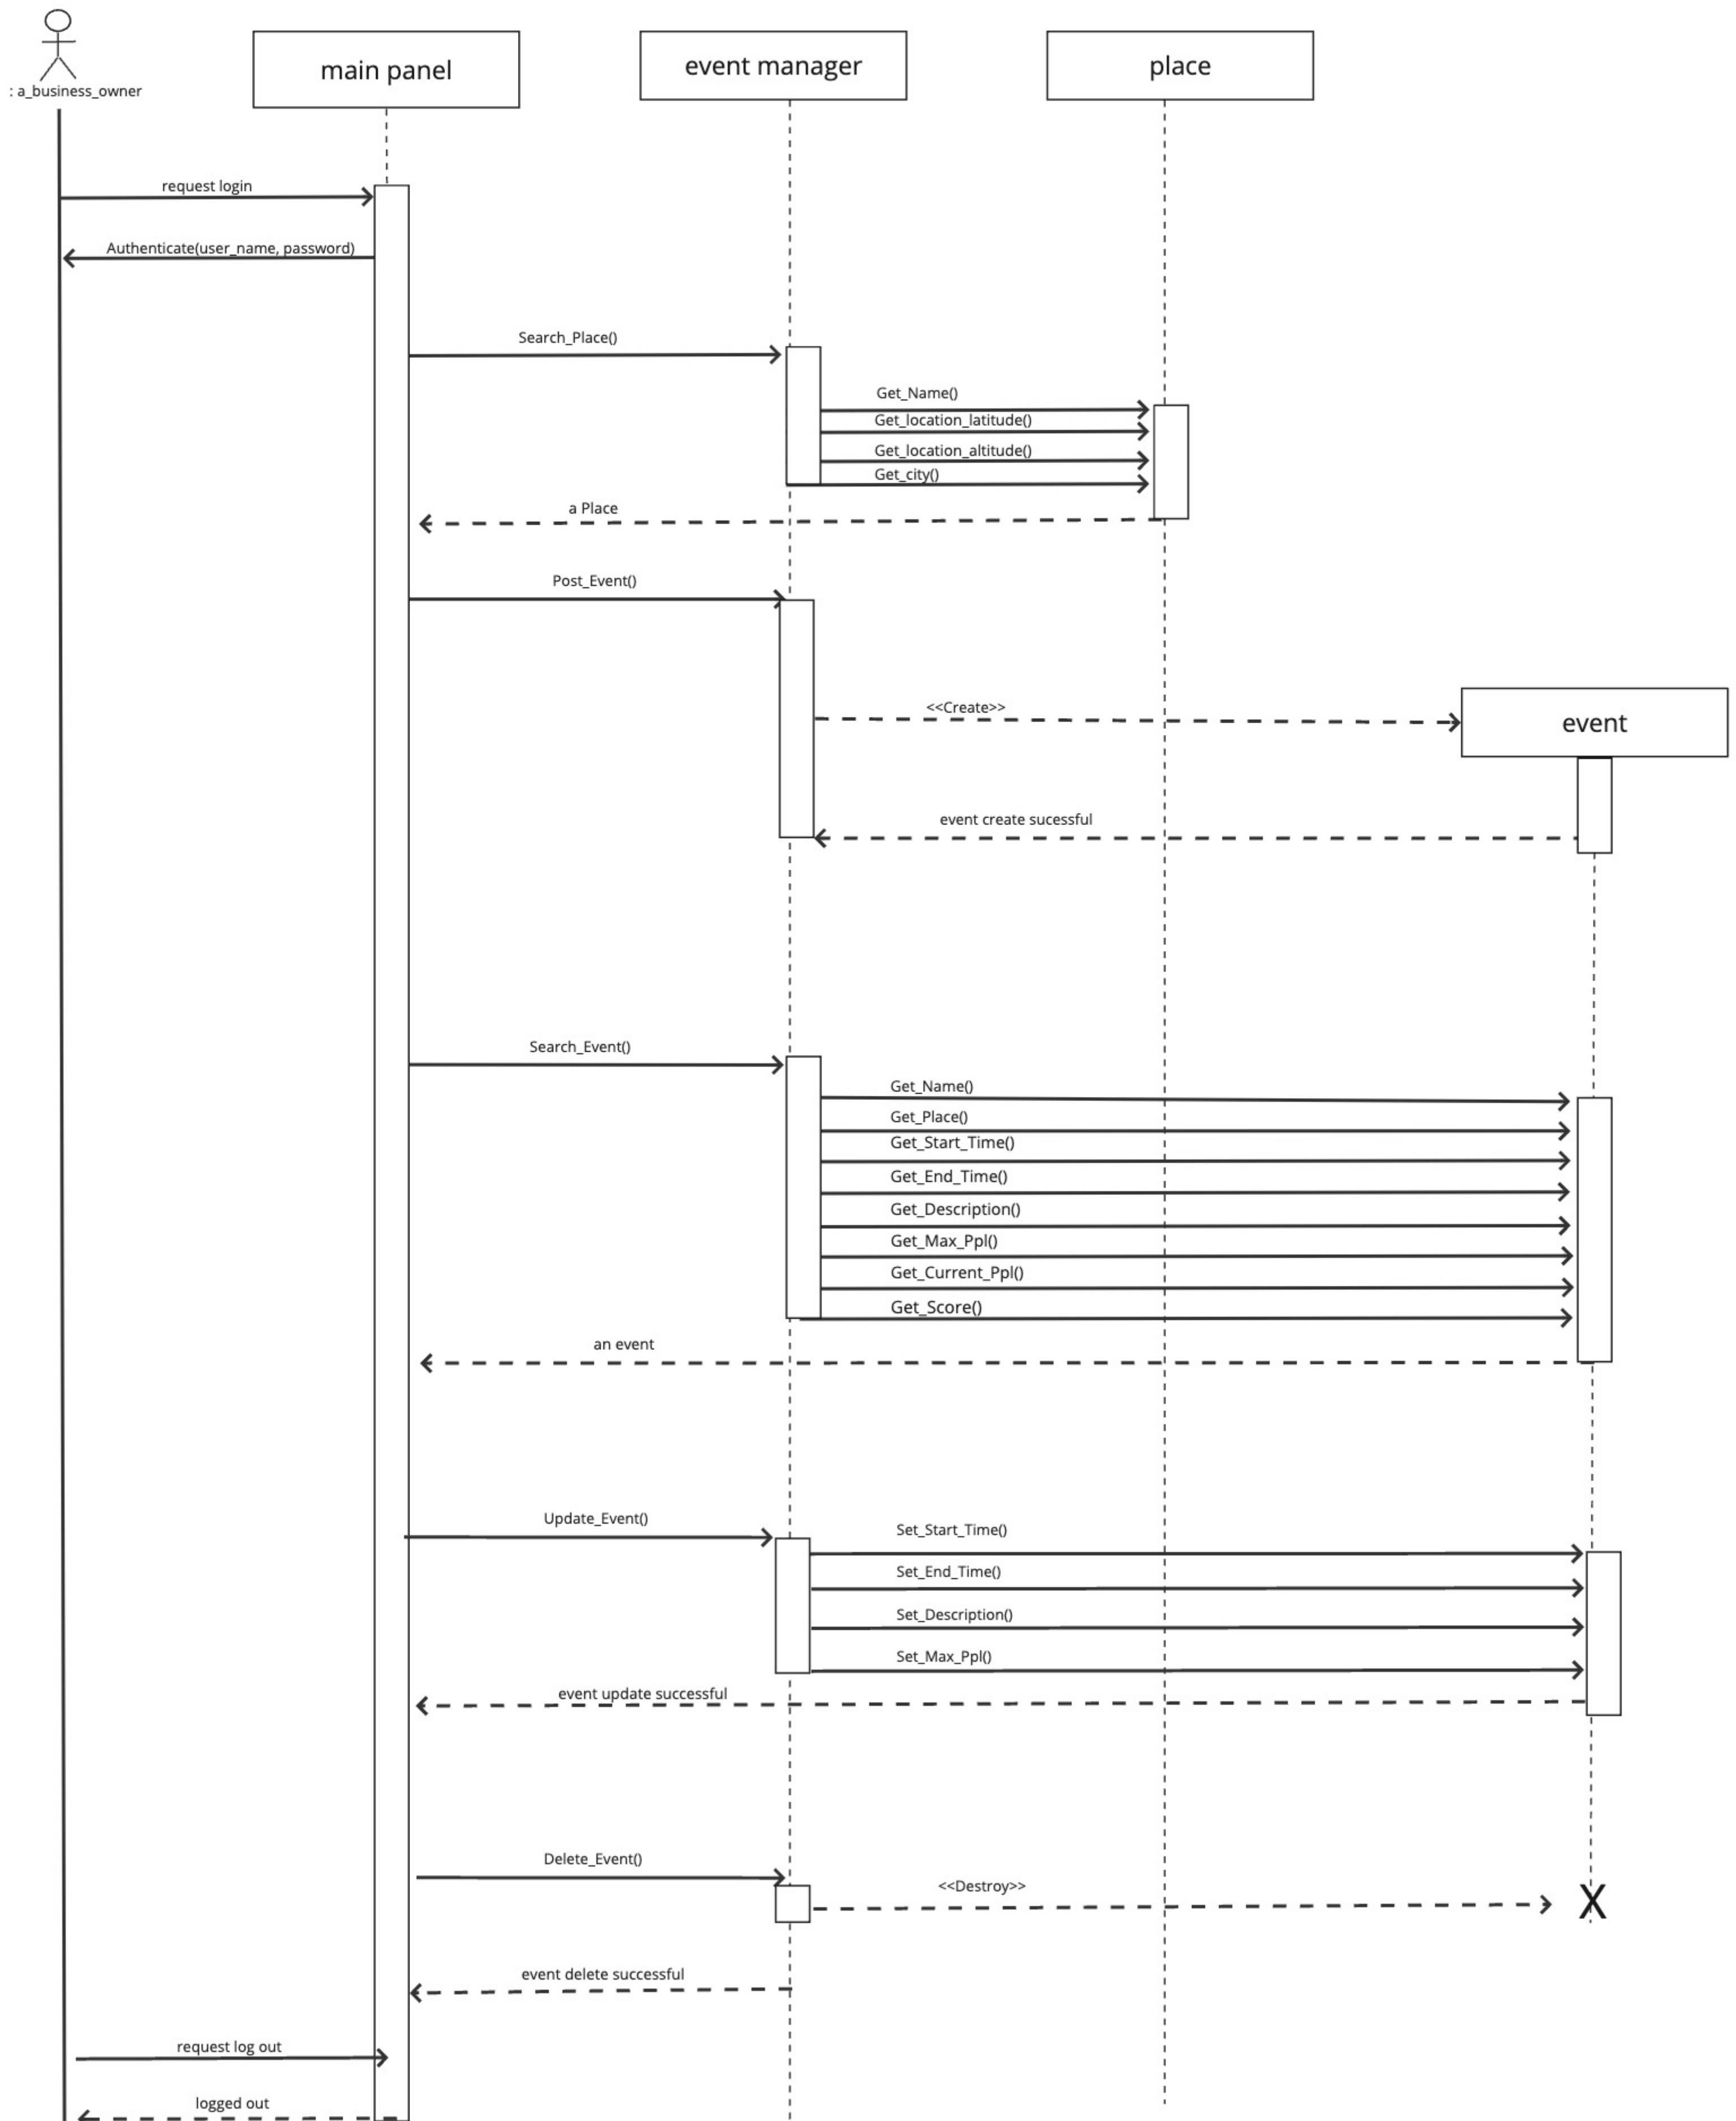 : a_business_owner
main panel
event manager
place
request login
Authenticate(user_name, password)
Search_Place()
Get_Name()
Get_location_latitude()
Get_location_altitude()
Get_city()
a Place
Post_Event()
<<Create>>
event
event create sucessful
Search_Event()
Get_Name()
Get_Place()
Get_Start_Time()
Get_End_Time()
Get_Description()
Get_Max_Ppl()
Get_Current_Ppl()
Get_Score()
an event
Update_Event()
Set_Start_Time()
Set_End_Time()
Set_Description()
Set_Max_Ppl()
event update successful
Delete_Event()
<<Destroy>>
X
event delete successful
request log out
logged out